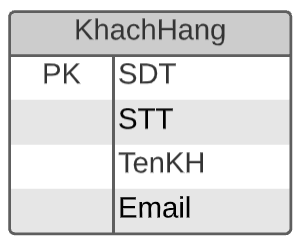 KhachHang
PK SDT
STT
TenKH
Email